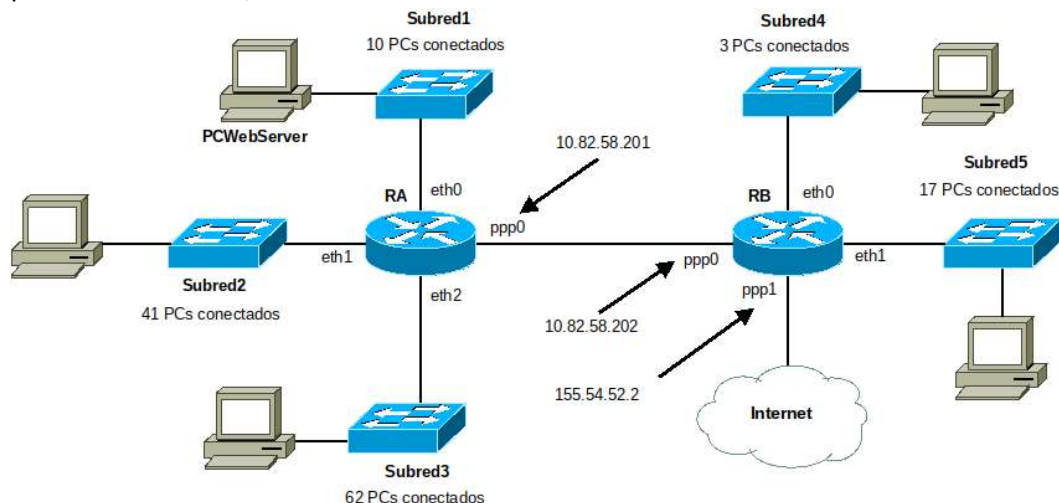 Subred1
10 PCs conectados
PCWebServer
eth0
RA
ppp0
eth1
eth2
Subred2
41 PCs conectados
Subred3
62 PCs conectados
10.82.58.201
Subred4
3 PCs conectados
eth0
RB
ppp0
eth1
ppp1
Subred5
17 PCs conectados
10.82.58.202
155.54.52.2
Internet